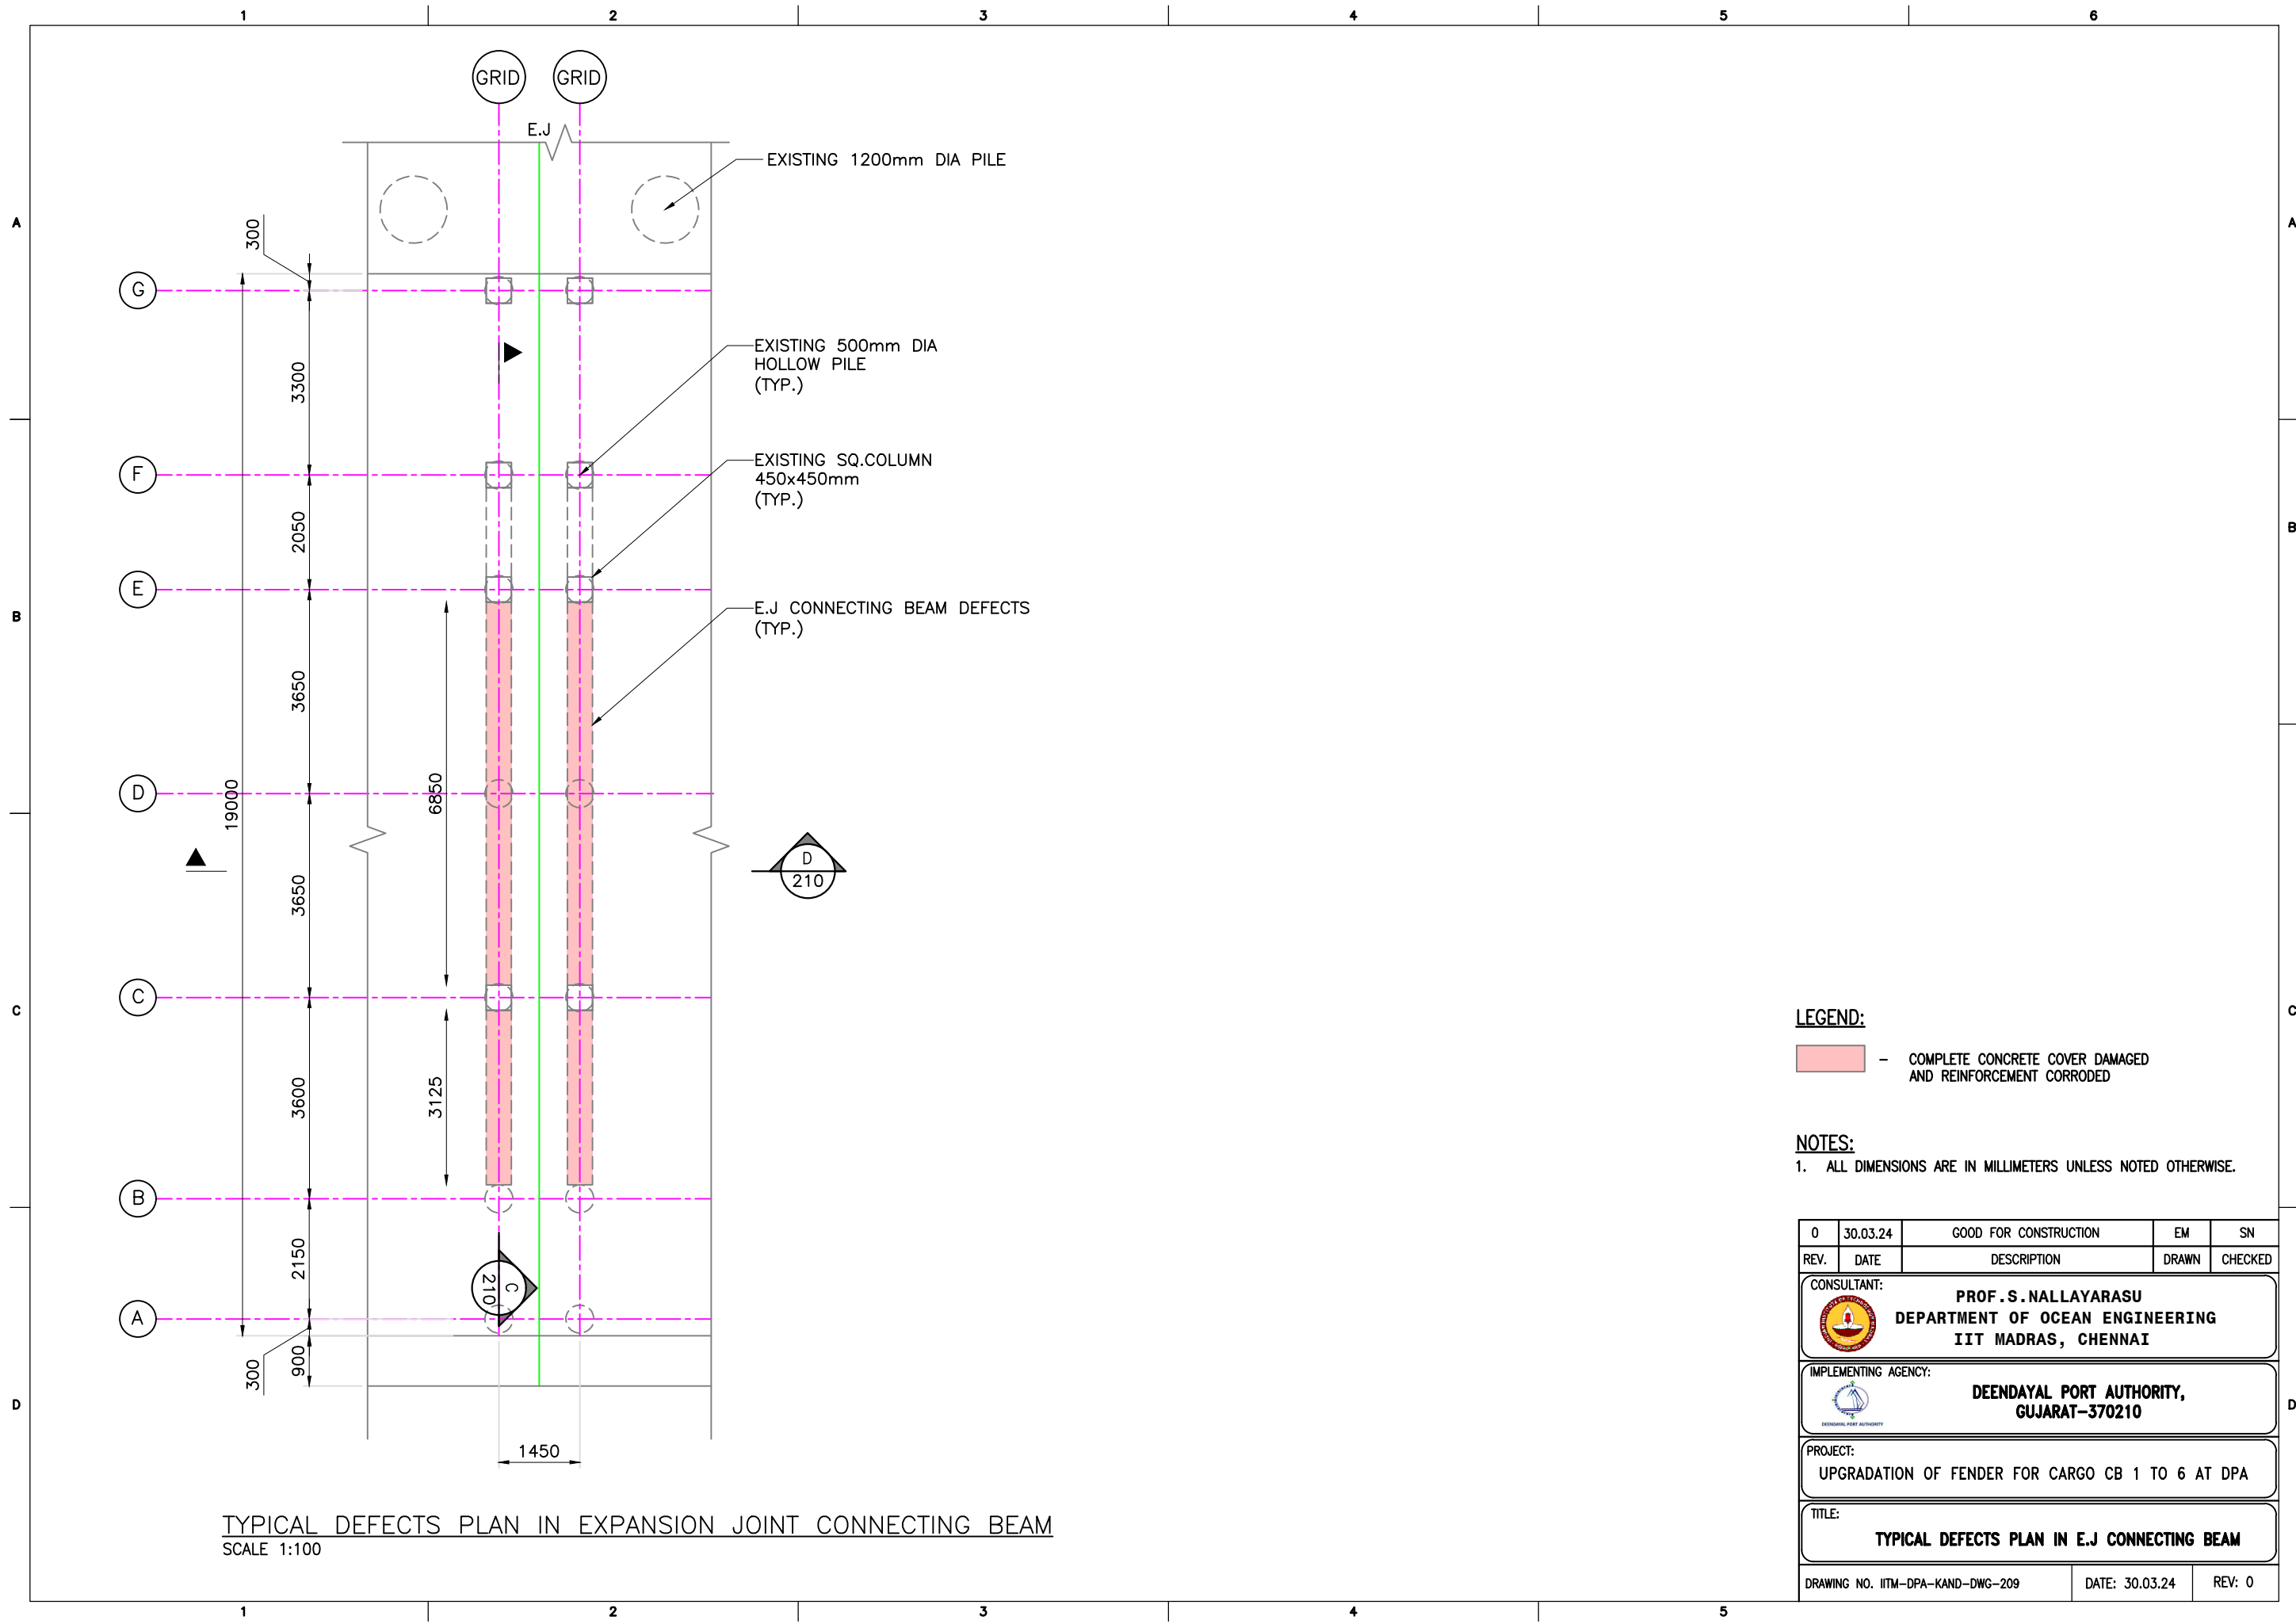 1 2 3 4 5 6
GRID GRID
E.J
EXISTING 1200mm DIA PILE
A A
300
G
EXISTING 500mm DIA
HOLLOW PILE
(TYP.)
3300
EXISTING SQ.COLUMN
450x450mm
(TYP.)
F
2050
B
E
E.J CONNECTING BEAM DEFECTS
(TYP.)
B
3650
D
19000
6850
D
210
3650
C
C C
LEGEND:
– COMPLETE CONCRETE COVER DAMAGED
AND REINFORCEMENT CORRODED
3600
3125
NOTES:
1. ALL DIMENSIONS ARE IN MILLIMETERS UNLESS NOTED OTHERWISE.
B
2150
C
210
A
300
900
D D
1450
TYPICAL DEFECTS PLAN IN EXPANSION JOINT CONNECTING BEAM
SCALE 1:100
0 30.03.24 GOOD FOR CONSTRUCTION EM SN
REV. DATE DESCRIPTION DRAWN CHECKED
CONSULTANT:
PROF.S.NALLAYARASU
DEPARTMENT OF OCEAN ENGINEERING
IIT MADRAS, CHENNAI
IMPLEMENTING AGENCY:
DEENDAYAL PORT AUTHORITY
DEENDAYAL PORT AUTHORITY,
GUJARAT-370210
PROJECT:
UPGRADATION OF FENDER FOR CARGO CB 1 TO 6 AT DPA
TITLE:
TYPICAL DEFECTS PLAN IN E.J CONNECTING BEAM
DRAWING NO. IITM-DPA-KAND-DWG-209 DATE: 30.03.24 REV: 0
1 2 3 4 5